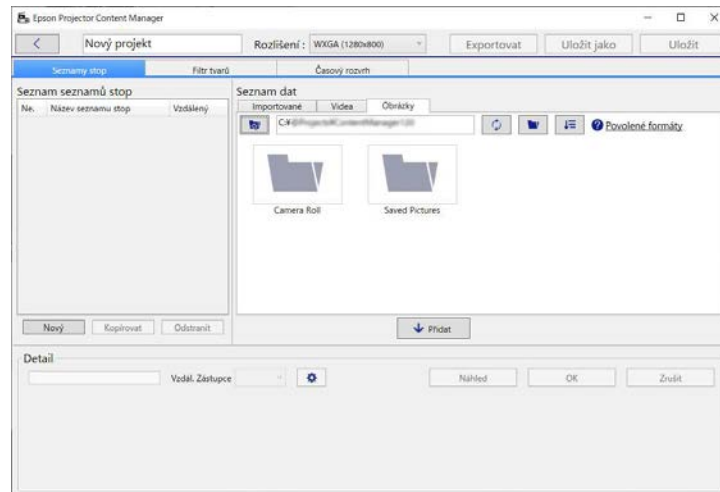 Epson Projector Content Manager
Nový projekt Rozlišení : WXGA (1280x800) Exportovat Uložit jako Uložit
Seznamy stop Filtr tvarů Časový rozvrh
Seznam seznamů stop
Ne. Název seznamu stop Vzdálený
Seznam dat
Importované Videa Obrázky
Povolené formáty
Camera Roll Saved Pictures
Nový Kopírovat Odstranit
Přidat
Detail
Vzdál. Zástupce Náhled OK Zrušit